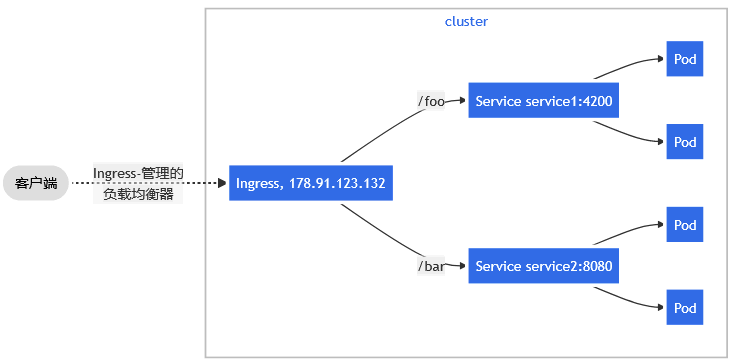 cluster
客户端
Ingress-管理的
负载均衡器
Ingress, 178.91.123.132
/foo
Service service1:4200
Pod
Pod
/bar
Service service2:8080
Pod
Pod